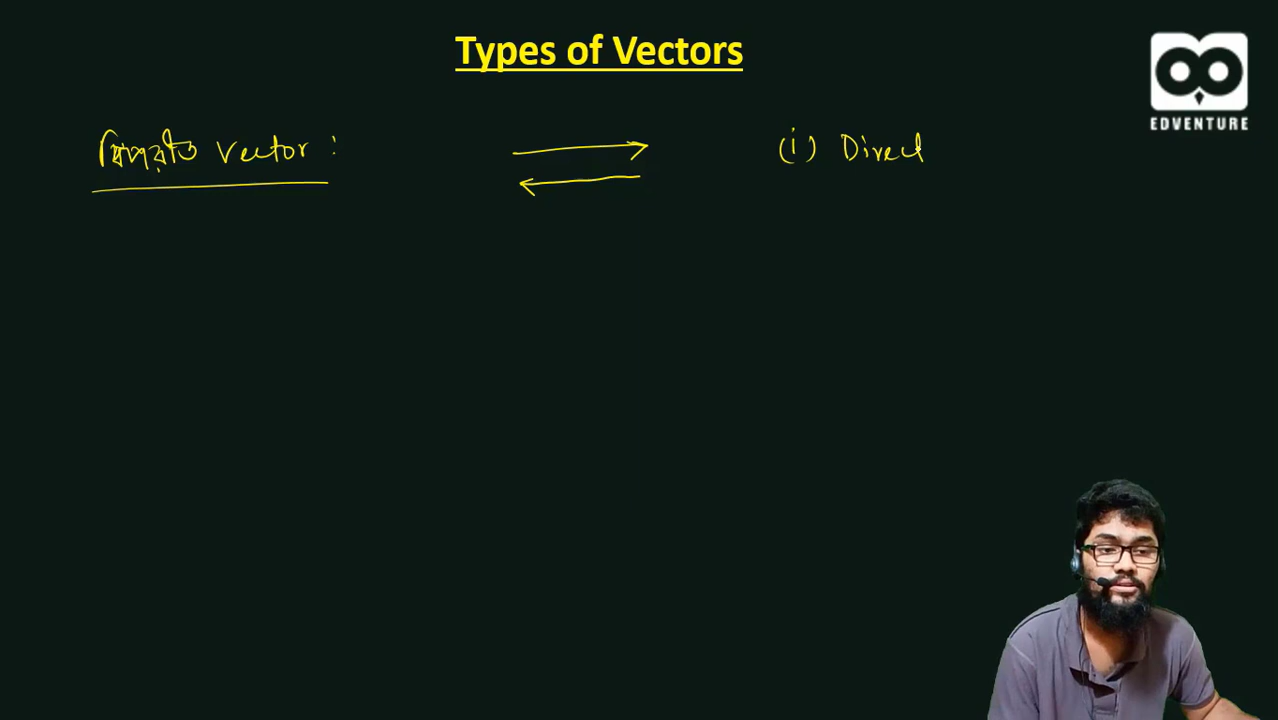 Types of Vectors
EDVENTURE
বিপরীত vector :
(i) Direct